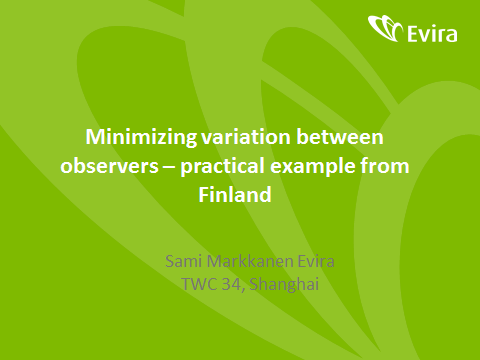 Evira
Minimizing variation between
observers – practical example from
Finland
Sami Markkanen Evira
TWC 34, Shanghai